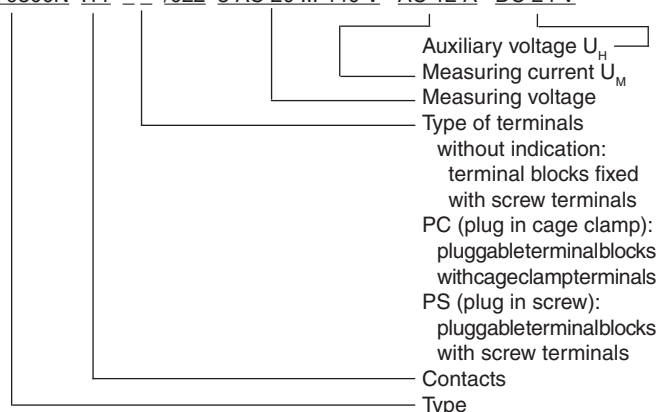 Auxiliary voltage U_H
Measuring current U_M
Measuring voltage
Type of terminals
without indication:
terminal blocks fixed
with screw terminals
PC (plug in cage clamp):
pluggableterminalblocks
withcageclampterminals
PS (plug in screw):
pluggableterminalblocks
with screw terminals
Contacts
Type